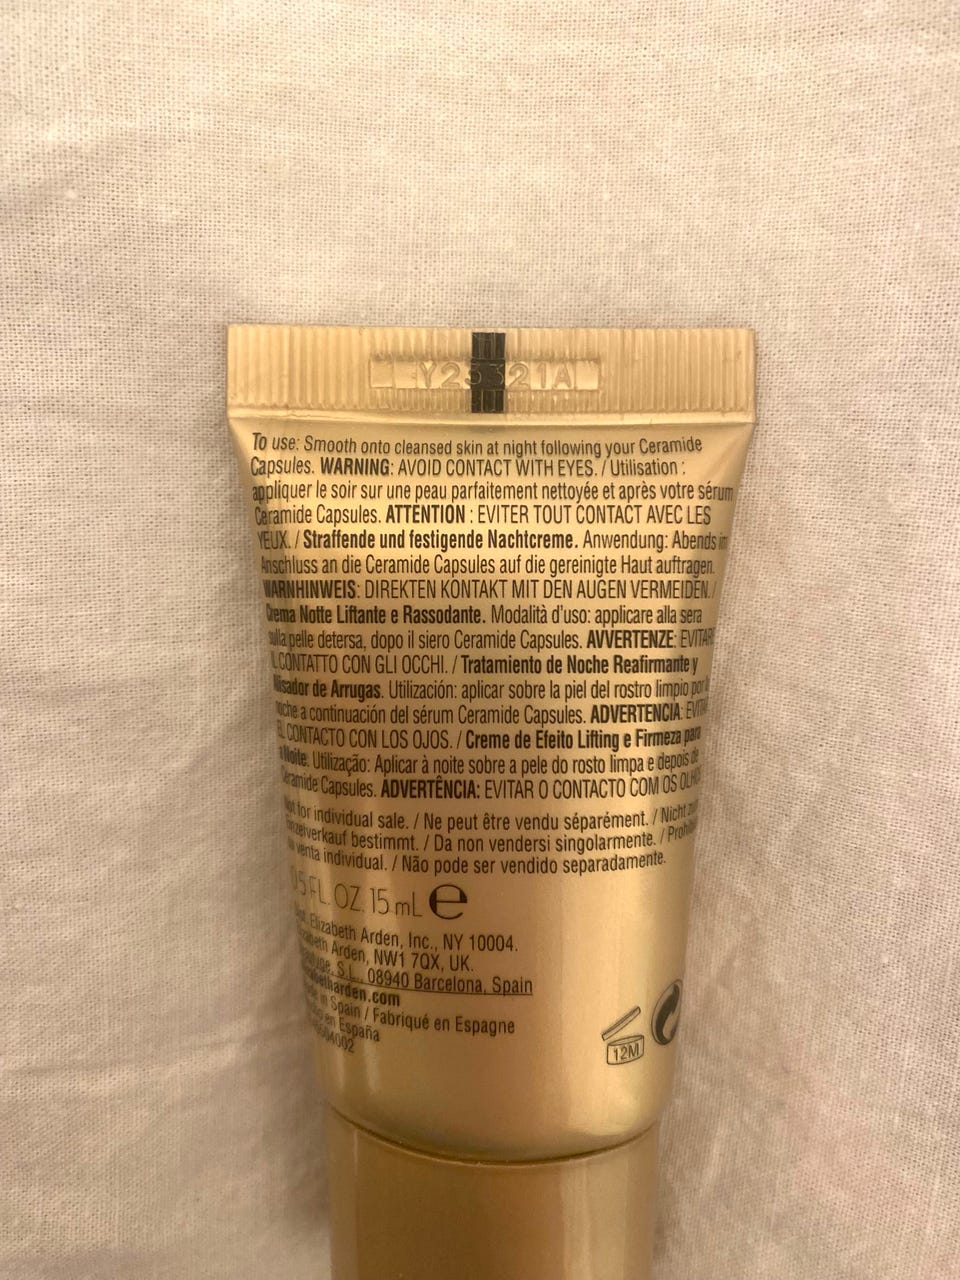 Y23321A
To use: Smooth onto cleansed skin at night following your Ceramide
Capsules. WARNING: AVOID CONTACT WITH EYES. / Utilisation :
appliquer le soir sur une peau parfaitement nettoyée et après votre sérum
Ceramide Capsules. ATTENTION : EVITER TOUT CONTACT AVEC LES
YEUX. / Straffende und festigende Nachtcreme. Anwendung: Abends im
Anschluss an die Ceramide Capsules auf die gereinigte Haut auftragen.
WARNHINWEIS: DIREKTEN KONTAKT MIT DEN AUGEN VERMEIDEN. /
Crema Notte Liftante e Rassodante. Modalità d'uso: applicare alla sera
sulla pelle detersa, dopo il siero Ceramide Capsules. AVVERTENZE: EVITARE
IL CONTATTO CON GLI OCCHI. / Tratamiento de Noche Reafirmante y
Alisador de Arrugas. Utilización: aplicar sobre la piel del rostro limpio por la
noche a continuación del sérum Ceramide Capsules. ADVERTENCIA: EVITAR
EL CONTACTO CON LOS OJOS. / Creme de Efeito Lifting e Firmeza para
a Noite. Utilização: Aplicar à noite sobre a pele do rosto limpa e depois de
Ceramide Capsules. ADVERTÊNCIA: EVITAR O CONTACTO COM OS OLHOS.
Not for individual sale. / Ne peut être vendu séparément. / Nicht zum
Einzelverkauf bestimmt. / Da non vendersi singolarmente. /
su venta individual. / Não pode ser vendido separadamente.
0.5 FL. OZ. 15 mL e
Dist. Elizabeth Arden, Inc., NY 10004.
Elizabeth Arden, NW1 7QX, UK.
S.L., 08940 Barcelona, Spain
elizabetharden.com
Made in Spain / Fabriqué en Espagne
en España
12M